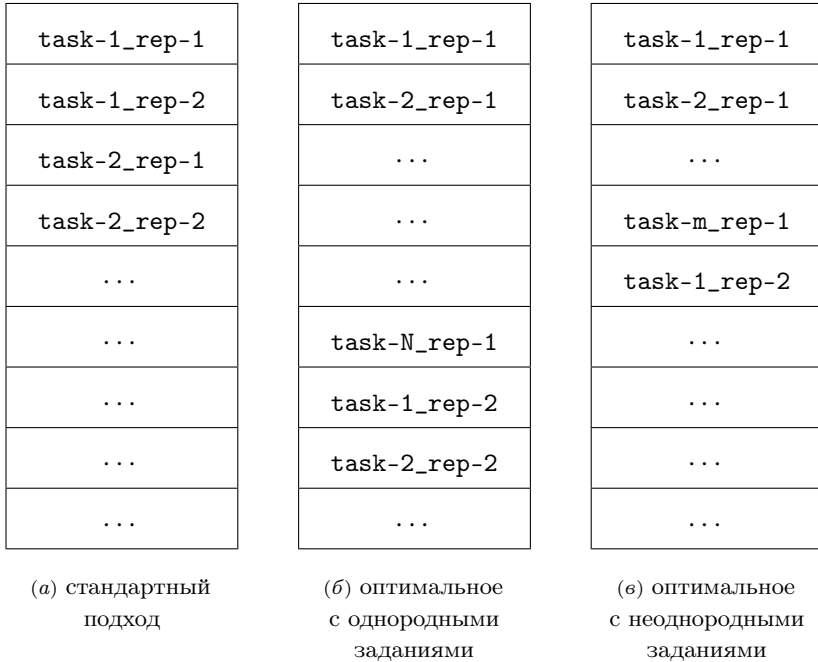 task-1_rep-1
task-1_rep-2
task-2_rep-1
task-2_rep-2
...
...
...
...
...
(а) стандартный
подход
task-1_rep-1
task-2_rep-1
...
...
...
task-N_rep-1
task-1_rep-2
task-2_rep-2
...
(б) оптимальное
с однородными
заданиями
task-1_rep-1
task-2_rep-1
...
task-m_rep-1
task-1_rep-2
...
...
...
...
(в) оптимальное
с неоднородными
заданиями